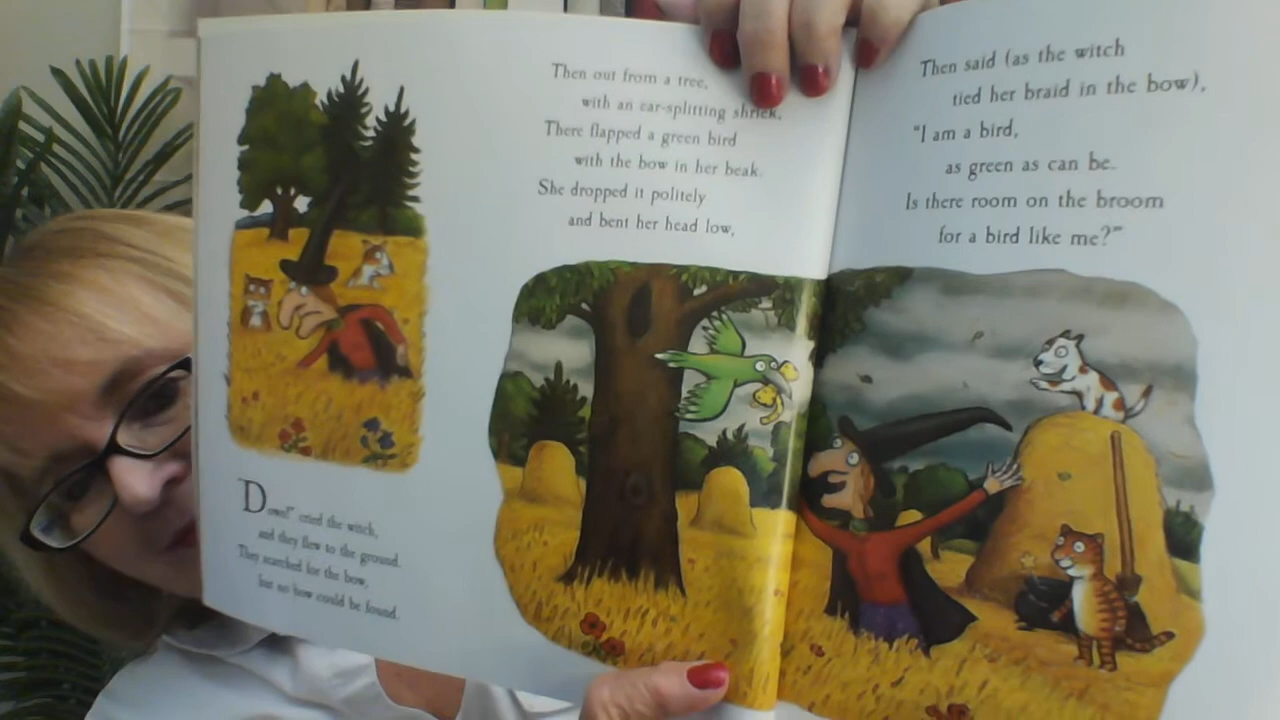 Down!" cried the witch,
and they flew to the ground.
They searched for the bow,
but no bow could be found.
Then out from a tree,
with an ear-splitting shriek,
There flapped a green bird
with the bow in her beak.
She dropped it politely
and bent her head low,
Then said (as the witch
tied her braid in the bow),
"I am a bird,
as green as can be.
Is there room on the broom
for a bird like me?"